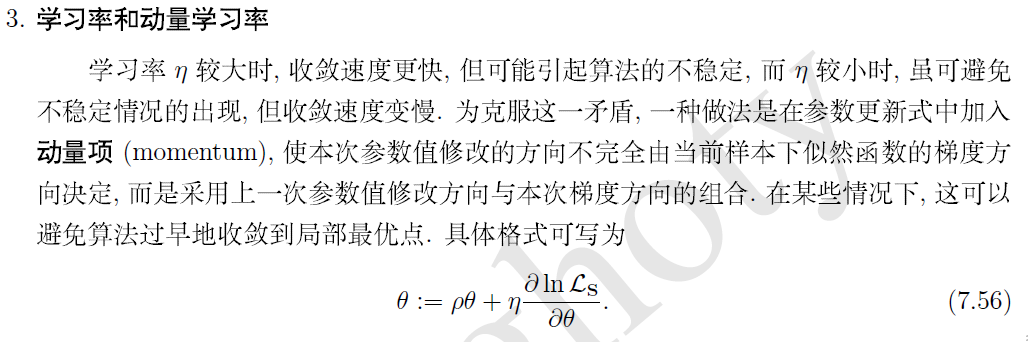 3. 学习率和动量学习率
学习率 η 较大时, 收敛速度更快, 但可能引起算法的不稳定, 而 η 较小时, 虽可避免
不稳定情况的出现, 但收敛速度变慢. 为克服这一矛盾, 一种做法是在参数更新式中加入
动量项 (momentum), 使本次参数值修改的方向不完全由当前样本下似然函数的梯度方
向决定, 而是采用上一次参数值修改方向与本次梯度方向的组合. 在某些情况下, 这可以
避免算法过早地收敛到局部最优点. 具体格式可写为
θ := ρθ + η ∂ ln 𝓛_S / ∂θ . (7.56)
ghoty